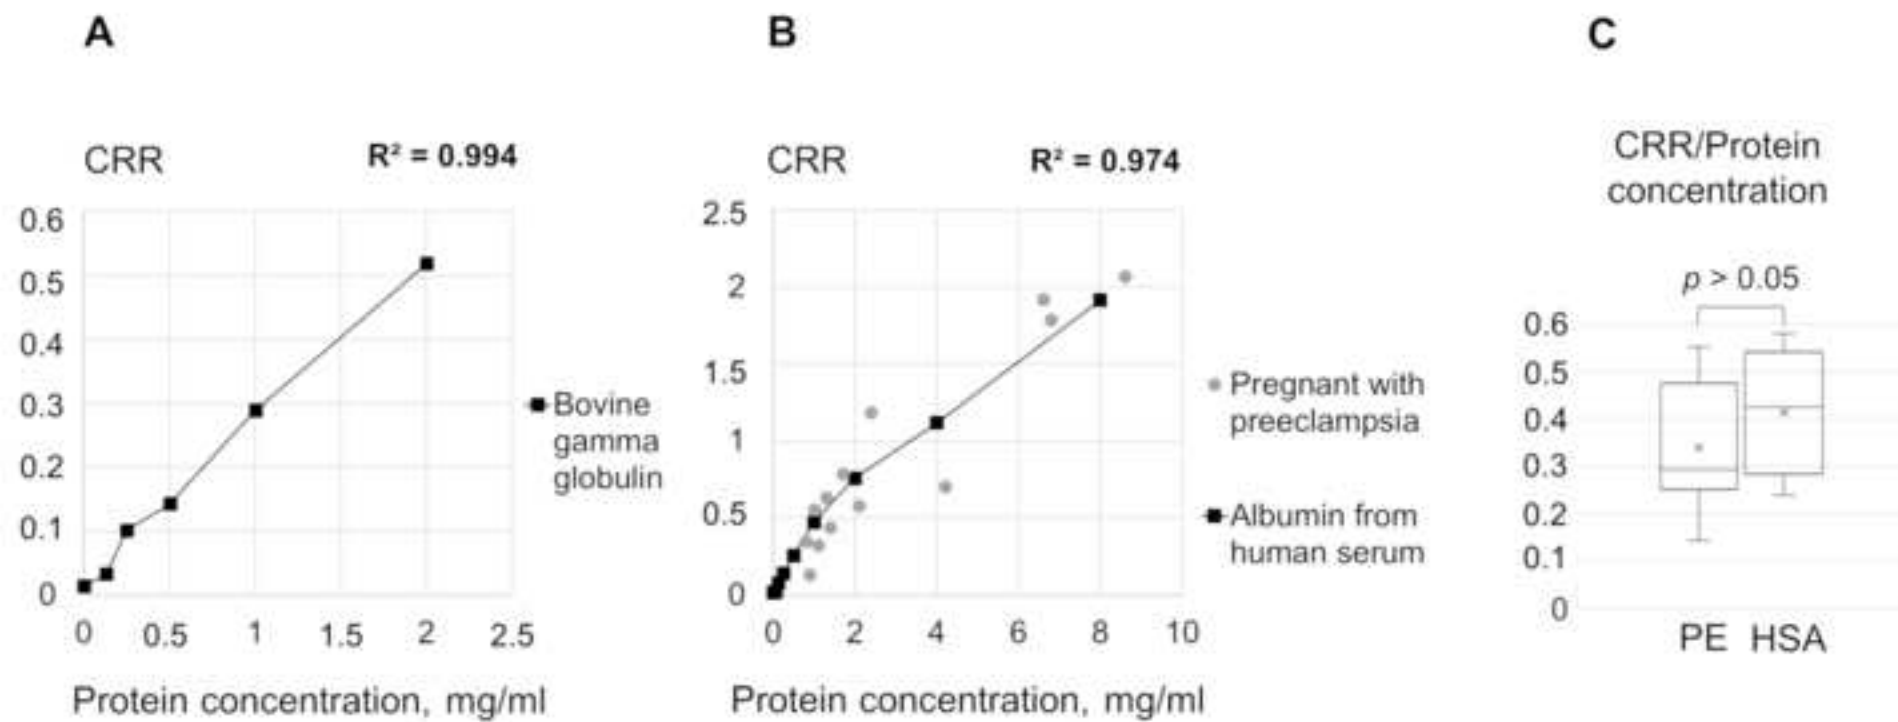 A
CRR
R² = 0.994
0.6
0.5
0.4
0.3
0.2
0.1
0
0 0.5 1 1.5 2 2.5
Protein concentration, mg/ml
Bovine
gamma
globulin
B
CRR
R² = 0.974
2.5
2
1.5
1
0.5
0
0 2 4 6 8 10
Protein concentration, mg/ml
Pregnant with
preeclampsia
Albumin from
human serum
C
CRR/Protein
concentration
p > 0.05
0.6
0.5
0.4
0.3
0.2
0.1
0
PE HSA